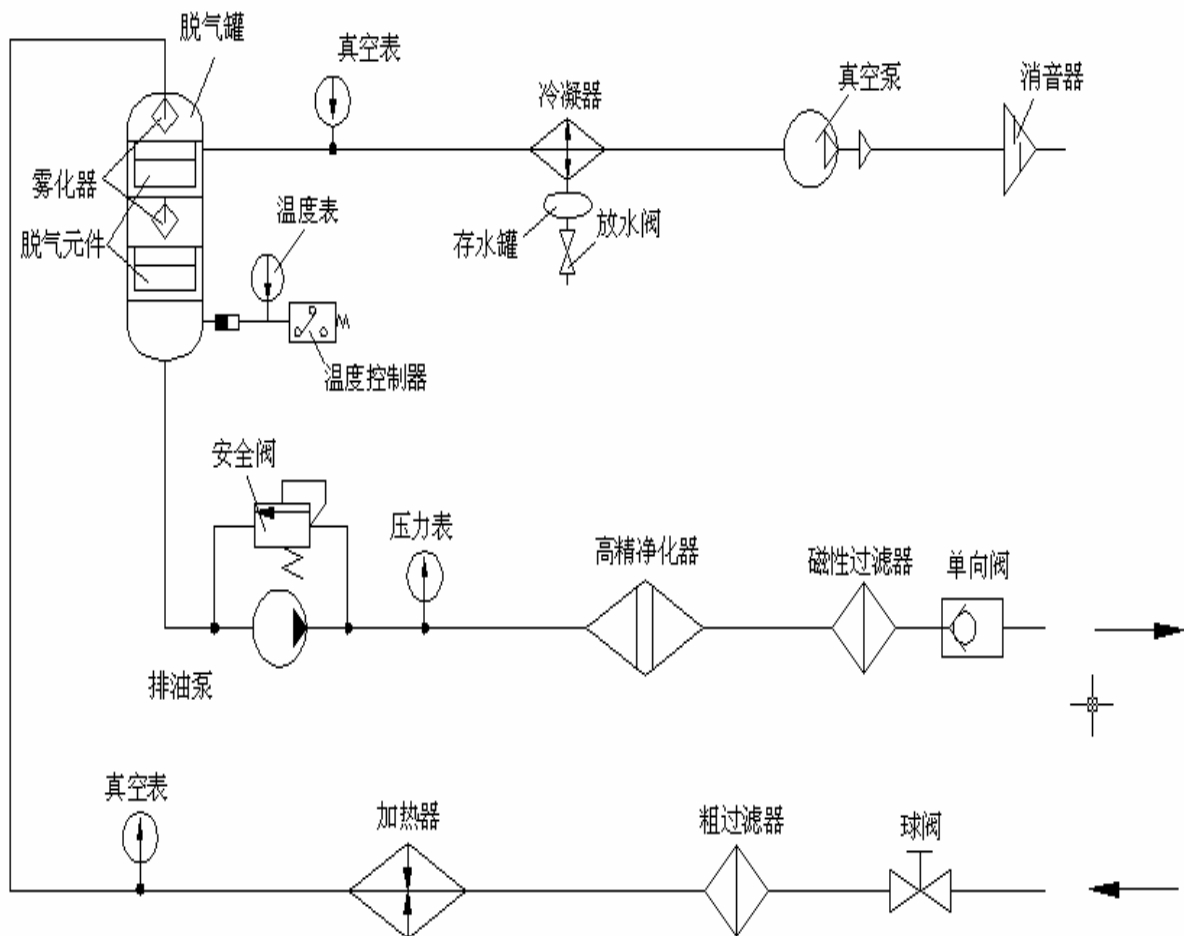 脱气罐
真空表
冷凝器
真空泵
消音器
雾化器
脱气元件
温度表
存水罐
放水阀
温度控制器
安全阀
压力表
高精净化器
磁性过滤器
单向阀
排油泵
真空表
加热器
粗过滤器
球阀